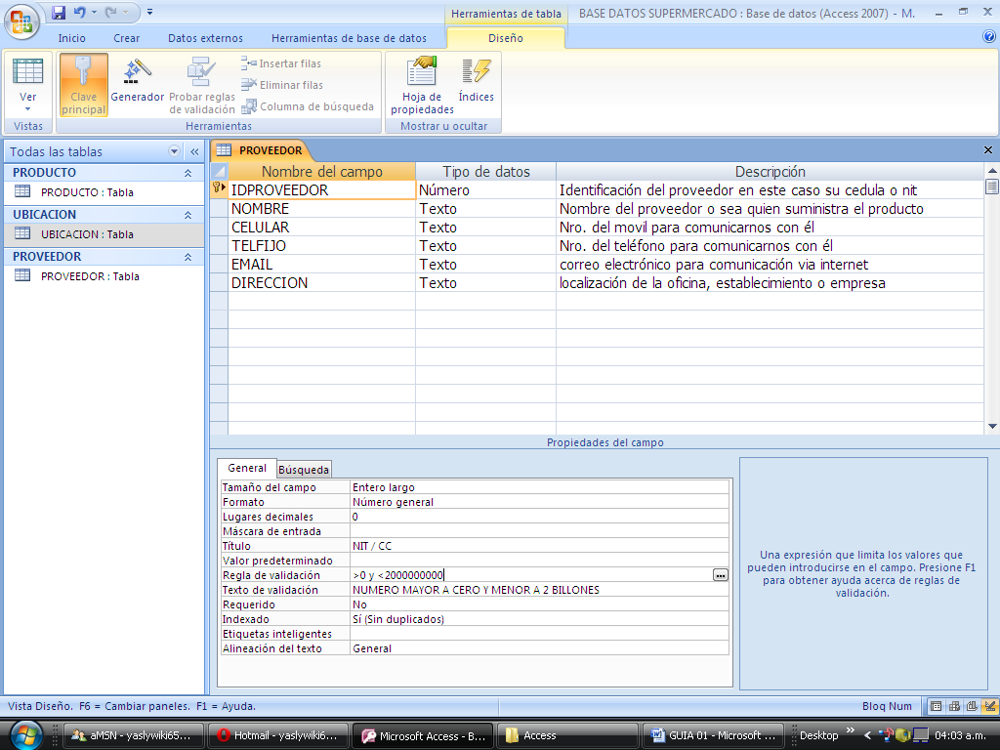 Herramientas de tabla
BASE DATOS SUPERMERCADO : Base de datos (Access 2007) - M.
Inicio Crear Datos externos Herramientas de base de datos Diseño
Ver
Clave principal
Generador
Probar reglas de validación
Insertar filas
Eliminar filas
Columna de búsqueda
Hoja de propiedades
Índices
Vistas Herramientas Mostrar u ocultar
Todas las tablas «
PRODUCTO
PRODUCTO : Tabla
UBICACION
UBICACION : Tabla
PROVEEDOR
PROVEEDOR : Tabla
PROVEEDOR
Nombre del campo Tipo de datos Descripción
IDPROVEEDOR Número Identificación del proveedor en este caso su cedula o nit
NOMBRE Texto Nombre del proveedor o sea quien suministra el producto
CELULAR Texto Nro. del movil para comunicarnos con él
TELFIJO Texto Nro. del teléfono para comunicarnos con él
EMAIL Texto correo electrónico para comunicación via internet
DIRECCION Texto localización de la oficina, establecimiento o empresa
Propiedades del campo
General Búsqueda
Tamaño del campo Entero largo
Formato Número general
Lugares decimales 0
Máscara de entrada
Título NIT / CC
Valor predeterminado
Regla de validación >0 y <2000000000 ...
Texto de validación NUMERO MAYOR A CERO Y MENOR A 2 BILLONES
Requerido No
Indexado Sí (Sin duplicados)
Etiquetas inteligentes
Alineación del texto General
Una expresión que limita los valores que
pueden introducirse en el campo. Presione F1
para obtener ayuda acerca de reglas de
validación.
Vista Diseño. F6 = Cambiar paneles. F1 = Ayuda. Bloq Num
aMSN - yaslywiki65... Hotmail - yaslywiki6... Microsoft Access - B... Access GUIA 01 - Microsoft ... Desktop » < 04:03 a.m.